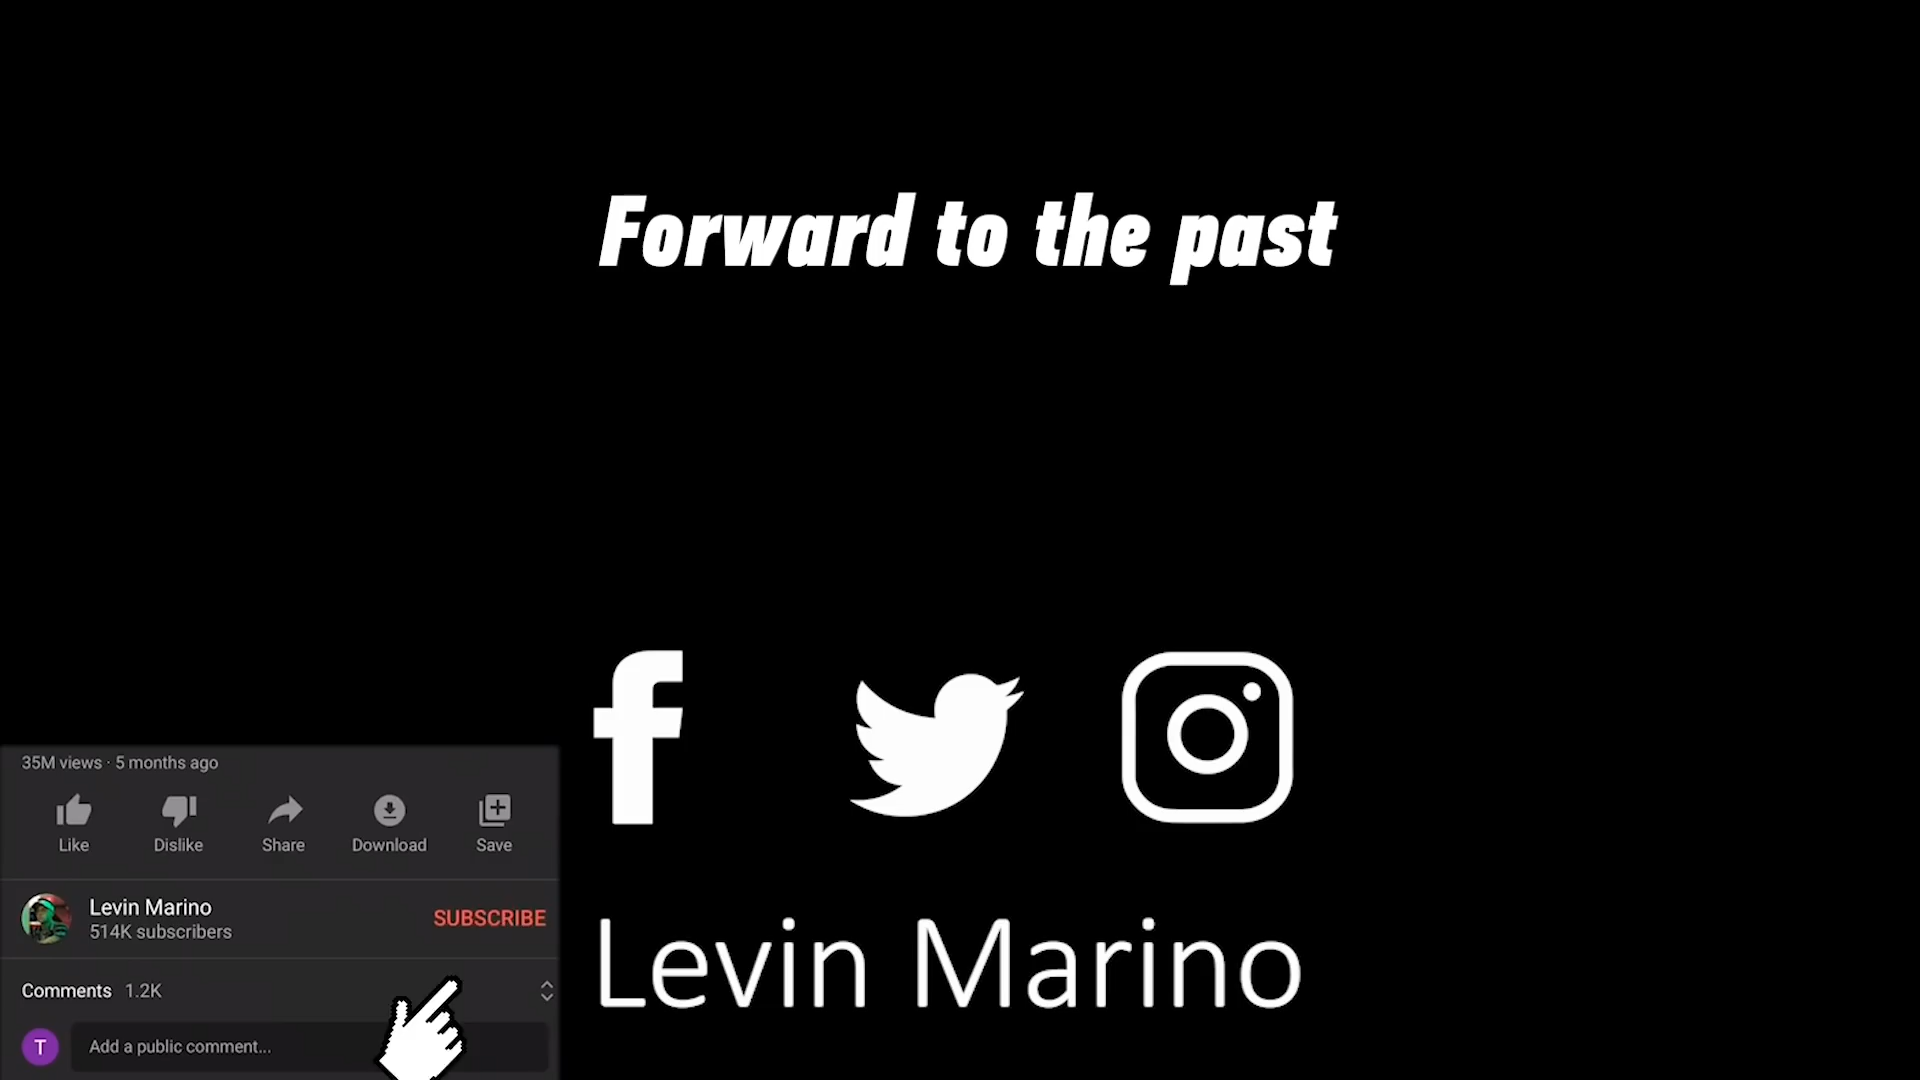 Forward to the past
35M views · 5 months ago
Like Dislike Share Download Save
Levin Marino
514K subscribers
SUBSCRIBE
Comments 1.2K
T
Add a public comment...
Levin Marino